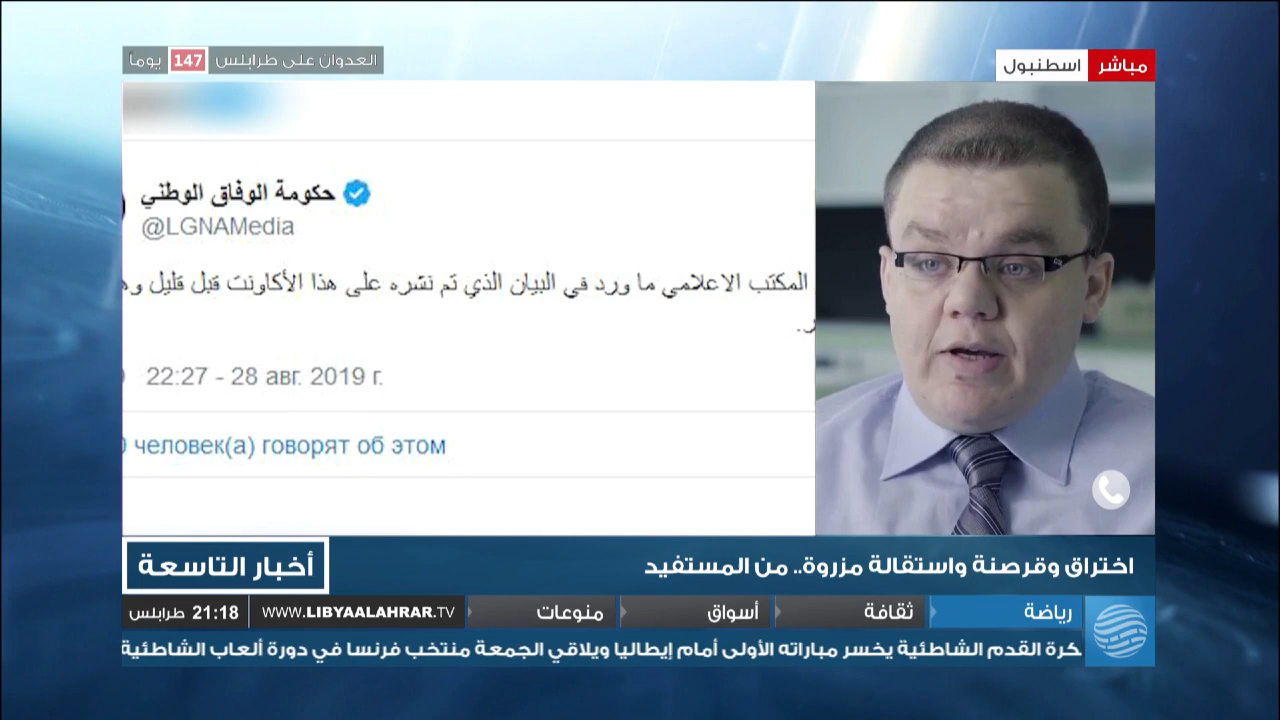 العدوان على طرابلس 147 يوماً
مباشر اسطنبول
حكومة الوفاق الوطني
@LGNAMedia
المكتب الاعلامي ما ورد في البيان الذي تم نشره على هذا الأكاونت قبل قليل
22:27 - 28 авг. 2019 г.
человек(а) говорят об этом
اختراق وقرصنة واستقالة مزروة.. من المستفيد
أخبار التاسعة
رياضة ثقافة أسواق منوعات
WWW.LIBYAALAHRAR.TV
21:18 طرابلس
كرة القدم الشاطئية يخسر مباراته الأولى أمام إيطاليا ويلاقي الجمعة منتخب فرنسا في دورة ألعاب الشاطئية